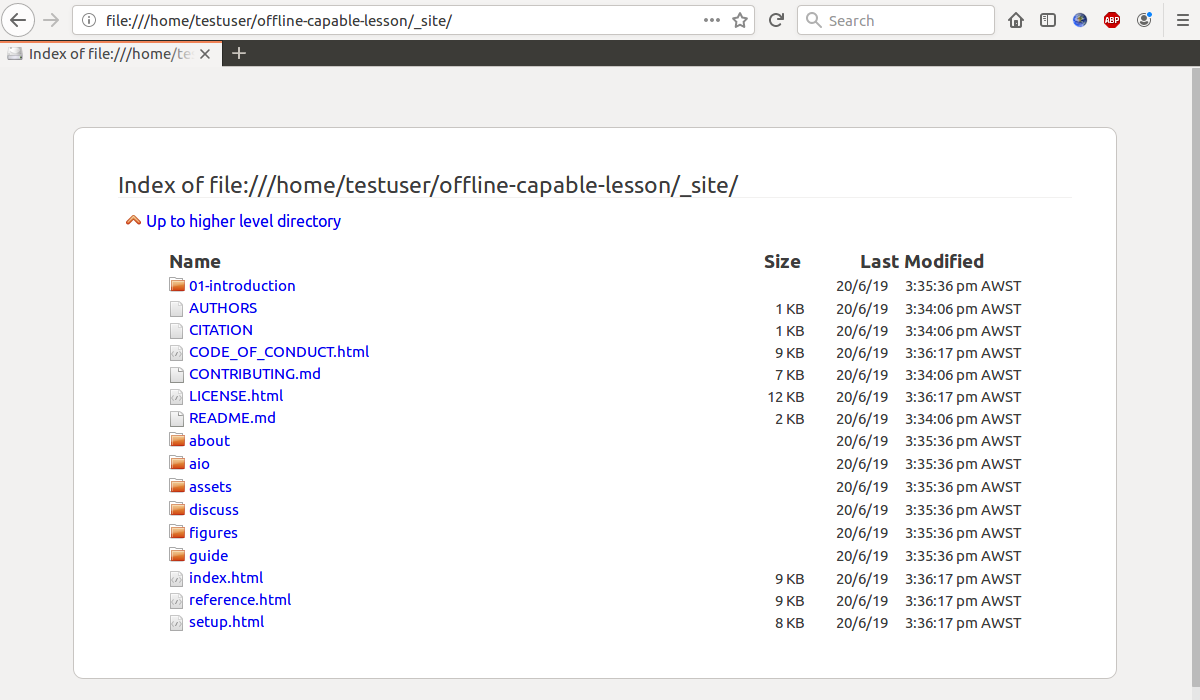 file:///home/testuser/offline-capable-lesson/_site/
Search
ABP
Index of file:///home/te
Index of file:///home/testuser/offline-capable-lesson/_site/
Up to higher level directory
Name Size Last Modified
01-introduction 20/6/19 3:35:36 pm AWST
AUTHORS 1 KB 20/6/19 3:34:06 pm AWST
CITATION 1 KB 20/6/19 3:34:06 pm AWST
CODE_OF_CONDUCT.html 9 KB 20/6/19 3:36:17 pm AWST
CONTRIBUTING.md 7 KB 20/6/19 3:34:06 pm AWST
LICENSE.html 12 KB 20/6/19 3:36:17 pm AWST
README.md 2 KB 20/6/19 3:34:06 pm AWST
about 20/6/19 3:35:36 pm AWST
aio 20/6/19 3:35:36 pm AWST
assets 20/6/19 3:35:36 pm AWST
discuss 20/6/19 3:35:36 pm AWST
figures 20/6/19 3:35:36 pm AWST
guide 20/6/19 3:35:36 pm AWST
index.html 9 KB 20/6/19 3:36:17 pm AWST
reference.html 9 KB 20/6/19 3:36:17 pm AWST
setup.html 8 KB 20/6/19 3:36:17 pm AWST